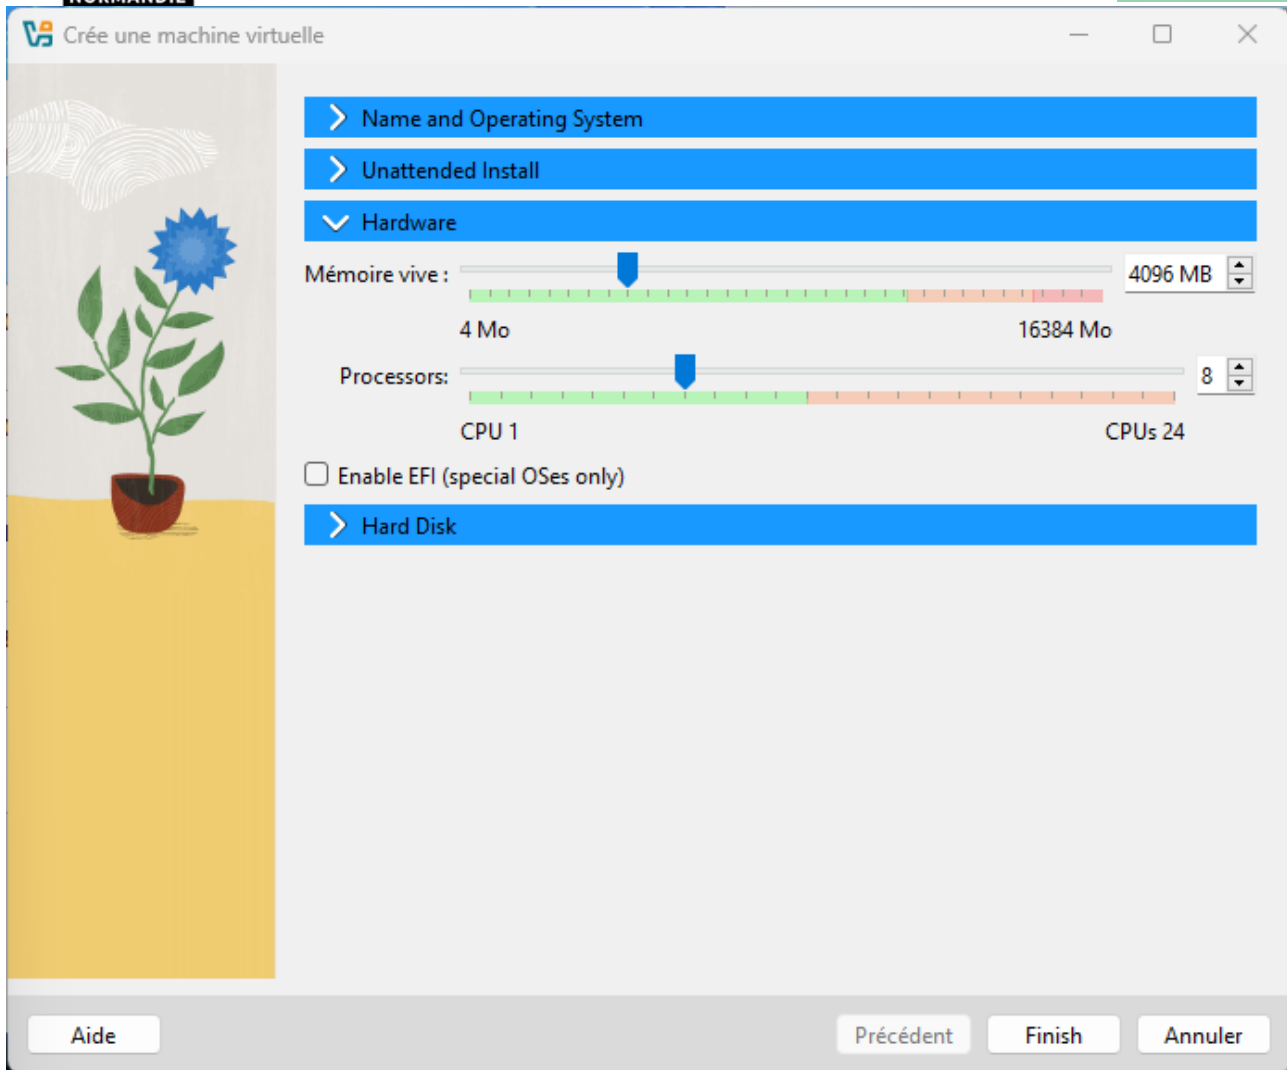 NORMANDIE
Crée une machine virtuelle
Name and Operating System
Unattended Install
Hardware
Mémoire vive : 4096 MB
4 Mo 16384 Mo
Processors: 8
CPU 1 CPUs 24
Enable EFI (special OSes only)
Hard Disk
Aide Précédent Finish Annuler